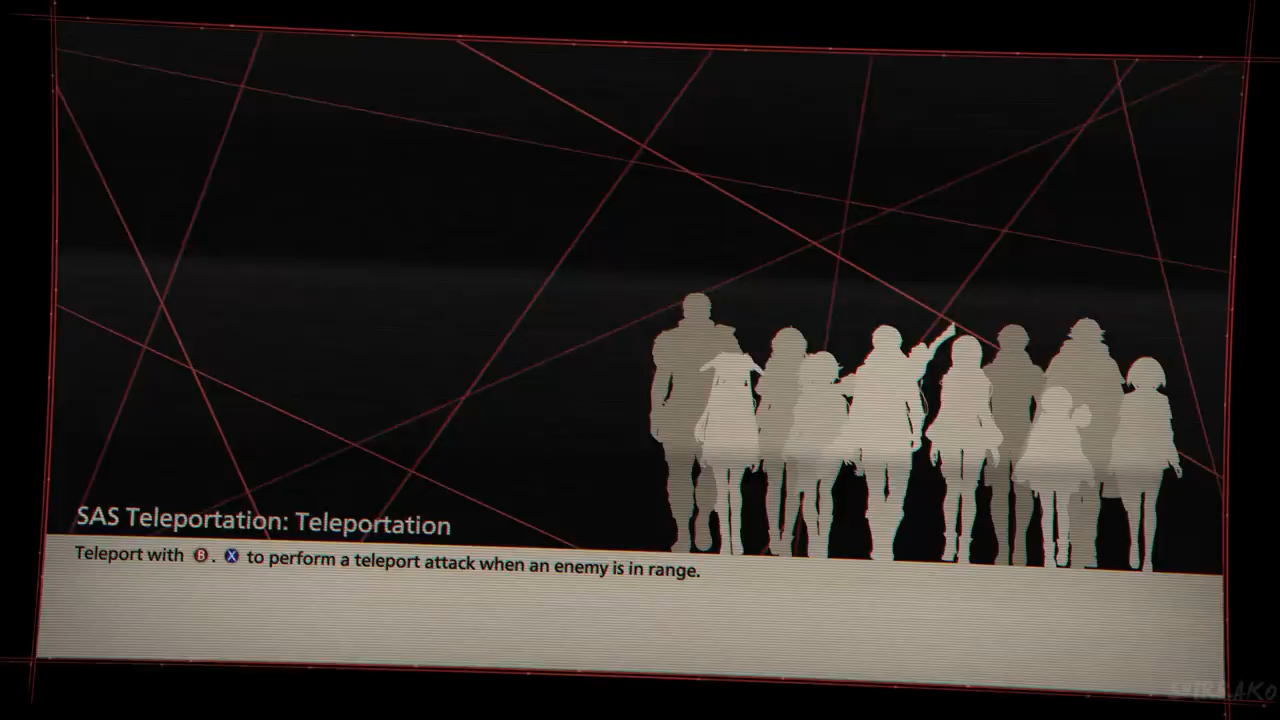 SAS Teleportation: Teleportation
Teleport with B. X to perform a teleport attack when an enemy is in range.